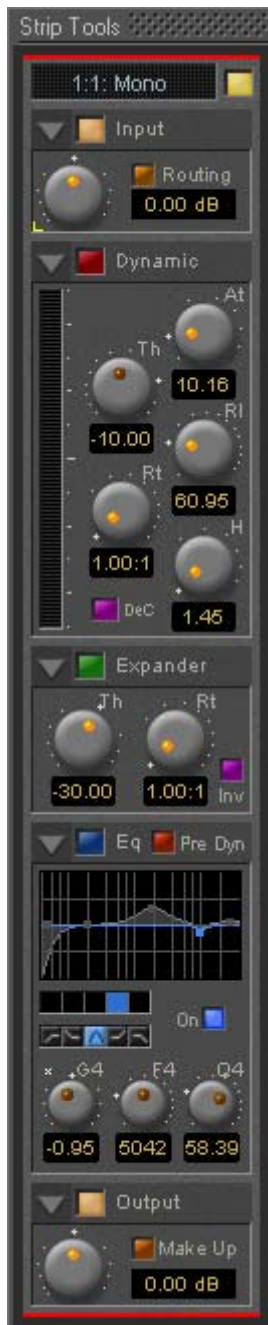 Strip Tools
1:1: Mono
Input
Routing
0.00 dB
Dynamic
At
Th
10.16
-10.00
Rl
Rt
60.95
1.00:1
H
DeC
1.45
Expander
Th Rt
-30.00 1.00:1
Inv
Eq Pre Dyn
On
G4 F4 Q4
-0.95 5042 58.39
Output
Make Up
0.00 dB